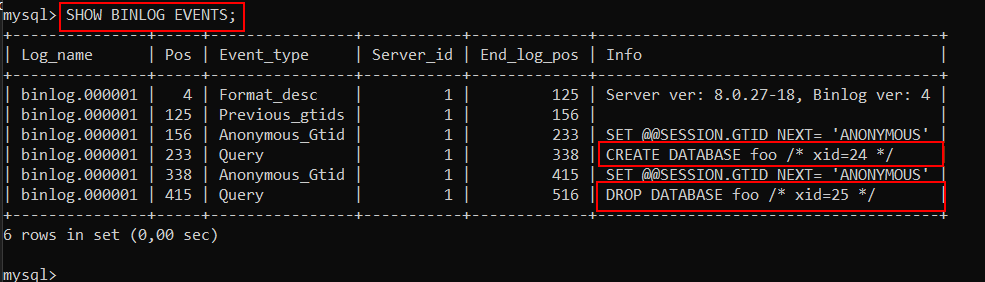 mysql> SHOW BINLOG EVENTS;
+---------------+-----+----------------+-----------+-------------+--------------------------------------+
| Log_name | Pos | Event_type | Server_id | End_log_pos | Info |
+---------------+-----+----------------+-----------+-------------+--------------------------------------+
| binlog.000001 | 4 | Format_desc | 1 | 125 | Server ver: 8.0.27-18, Binlog ver: 4 |
| binlog.000001 | 125 | Previous_gtids | 1 | 156 | |
| binlog.000001 | 156 | Anonymous_Gtid | 1 | 233 | SET @@SESSION.GTID_NEXT= 'ANONYMOUS' |
| binlog.000001 | 233 | Query | 1 | 338 | CREATE DATABASE foo /* xid=24 */ |
| binlog.000001 | 338 | Anonymous_Gtid | 1 | 415 | SET @@SESSION.GTID_NEXT= 'ANONYMOUS' |
| binlog.000001 | 415 | Query | 1 | 516 | DROP DATABASE foo /* xid=25 */ |
+---------------+-----+----------------+-----------+-------------+--------------------------------------+
6 rows in set (0,00 sec)
mysql>